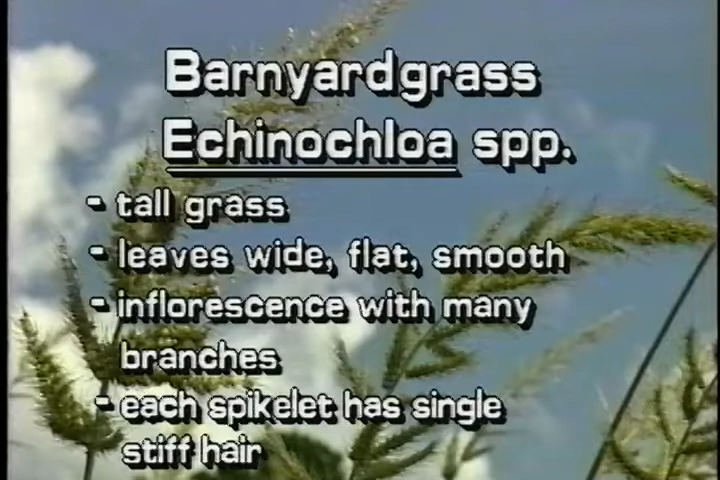 Barnyardgrass
Echinochloa spp.
- tall grass
- leaves wide, flat, smooth
- inflorescence with many
branches
- each spikelet has single
stiff hair